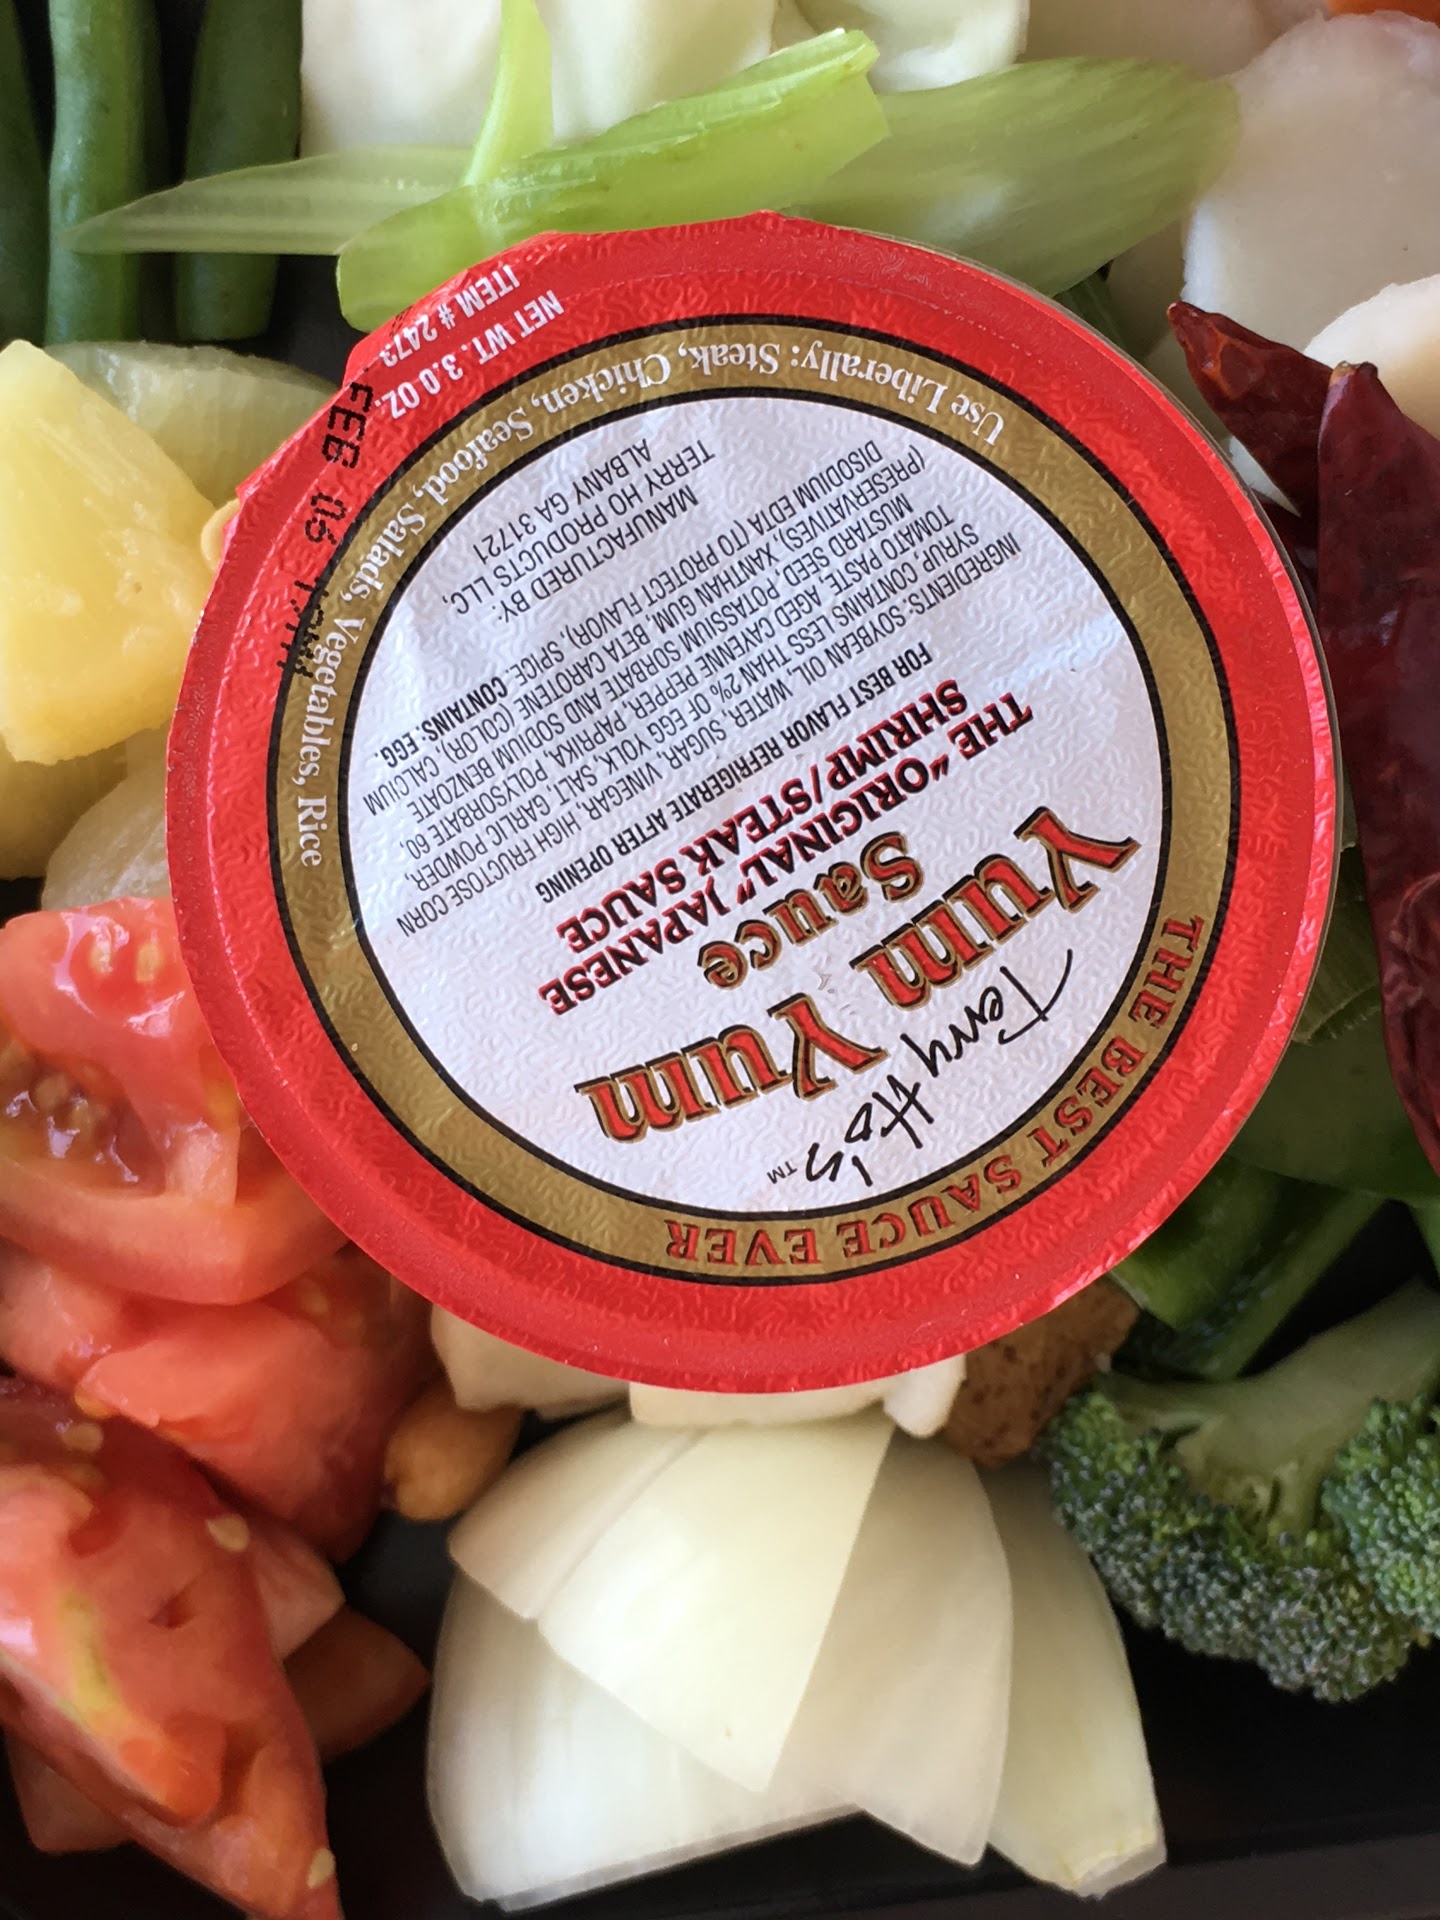 THE BEST SAUCE EVER
Terry Ho's™
Yum Yum
Sauce
THE "ORIGINAL" JAPANESE
SHRIMP/STEAK SAUCE
FOR BEST FLAVOR REFRIGERATE AFTER OPENING
INGREDIENTS: SOYBEAN OIL, WATER, SUGAR, VINEGAR, HIGH FRUCTOSE CORN
SYRUP, CONTAINS LESS THAN 2% OF EGG YOLK, SALT, GARLIC POWDER,
TOMATO PASTE, AGED CAYENNE PEPPER, PAPRIKA, POLYSORBATE 60,
MUSTARD SEED, POTASSIUM SORBATE AND SODIUM BENZOATE
(PRESERVATIVES), XANTHAN GUM, BETA CAROTENE (COLOR), CALCIUM
DISODIUM EDTA (TO PROTECT FLAVOR), SPICE. CONTAINS: EGG.
MANUFACTURED BY:
TERRY HO PRODUCTS LLC,
ALBANY GA 31721
Use Liberally: Steak, Chicken, Seafood, Salads, Vegetables, Rice
NET WT. 3.0 OZ.
ITEM # 2473
FEB 06